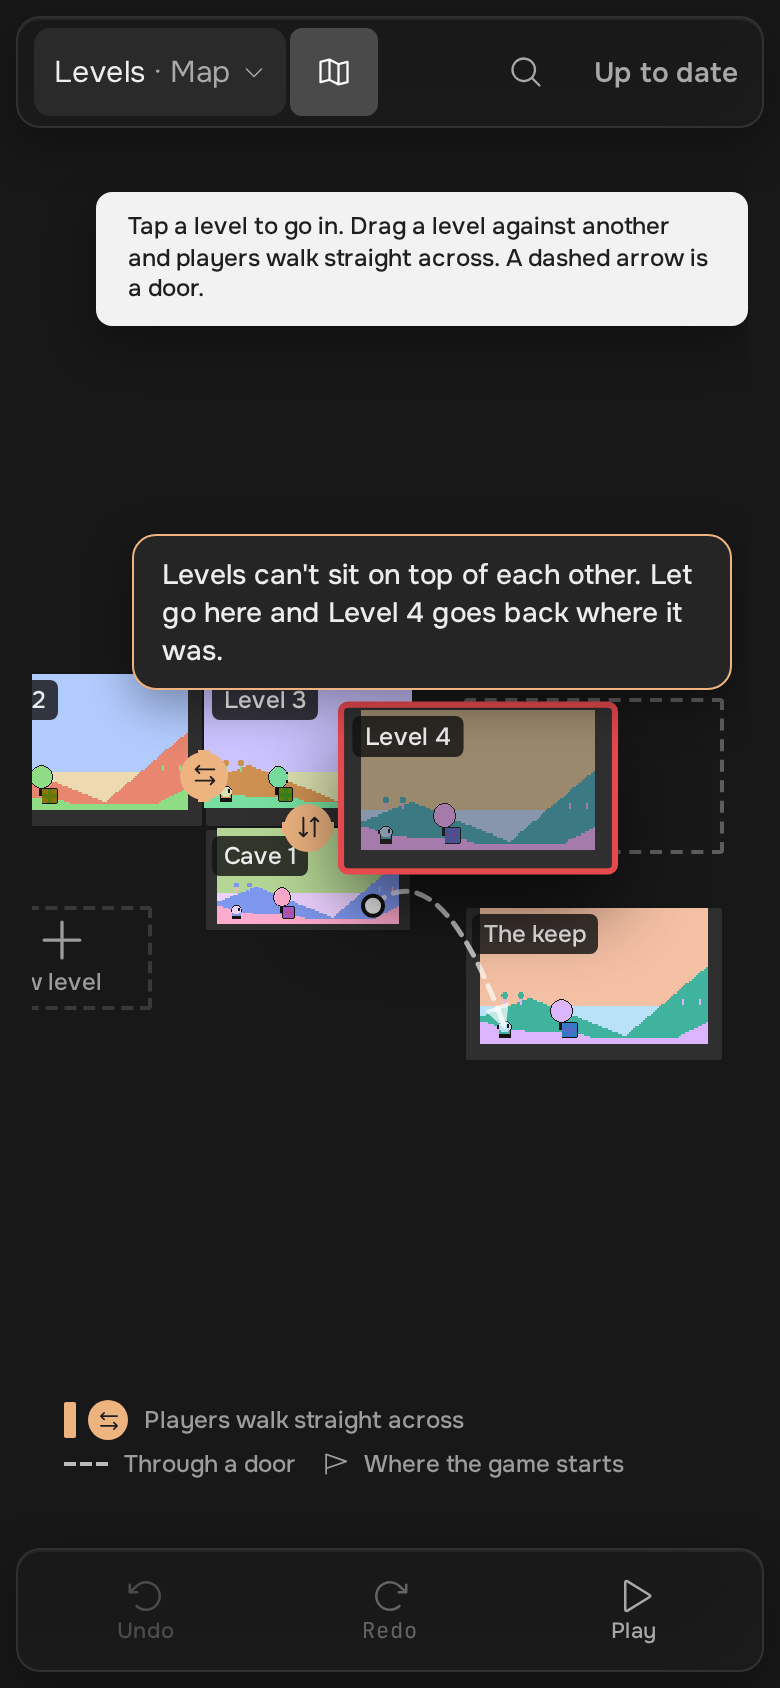 Levels · Map
Up to date
Tap a level to go in. Drag a level against another
and players walk straight across. A dashed arrow is
a door.
Levels can't sit on top of each other. Let
go here and Level 4 goes back where it
was.
2
Level 3
Level 4
Cave 1
The keep
w level
Players walk straight across
Through a door
Where the game starts
Undo
Redo
Play